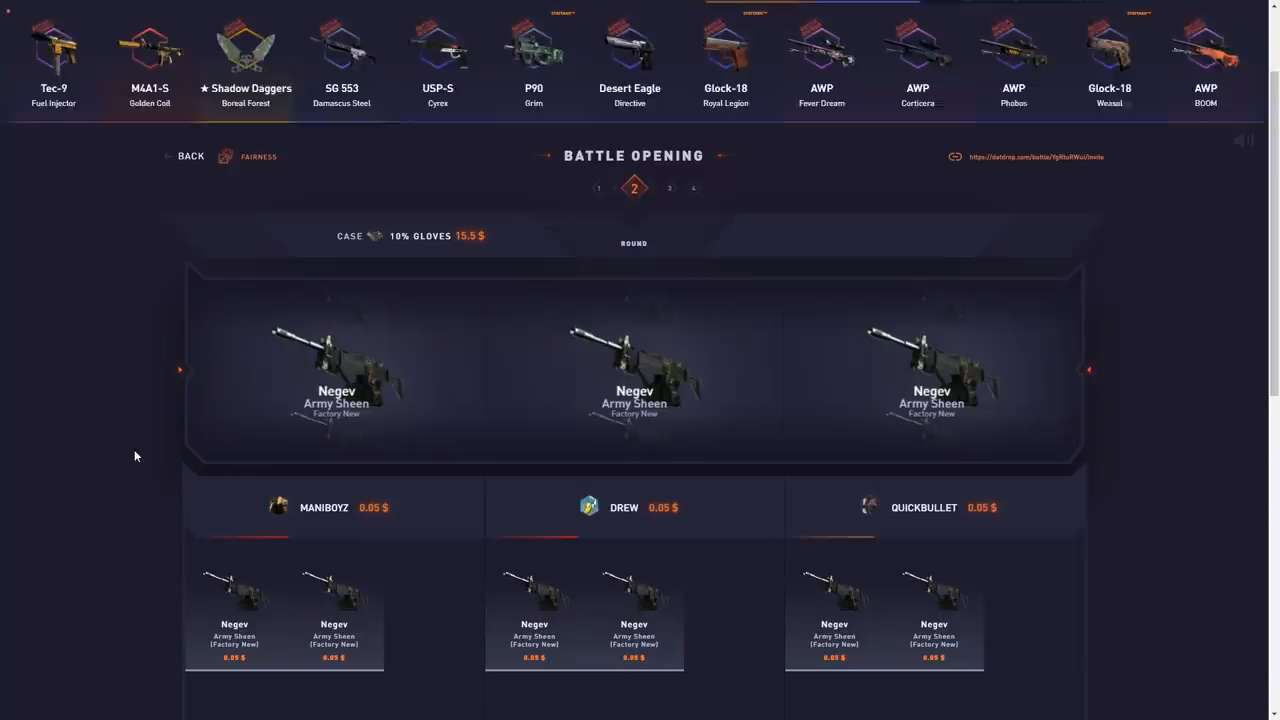 Tec-9 M4A1-S ★ Shadow Daggers SG 553 USP-S P90 Desert Eagle Glock-18 AWP AWP AWP Glock-18 AWP
Fuel Injector Golden Coil Boreal Forest Damascus Steel Cyrex Grim Directive Royal Legion Fever Dream Corticera Phobos Weasel BOOM
BACK FAIRNESS BATTLE OPENING https://datdrop.com/battle/YgRtuRWui/invite
1 2 3 4
CASE 10% GLOVES 15.5 $
ROUND
Negev Negev Negev
Army Sheen Army Sheen Army Sheen
Factory New Factory New Factory New
MANIBOYZ 0.05 $ DREW 0.05 $ QUICKBULLET 0.05 $
Negev Negev Negev Negev Negev Negev
Army Sheen Army Sheen Army Sheen Army Sheen Army Sheen Army Sheen
(Factory New) (Factory New) (Factory New) (Factory New) (Factory New) (Factory New)
0.05 $ 0.05 $ 0.05 $ 0.05 $ 0.05 $ 0.05 $